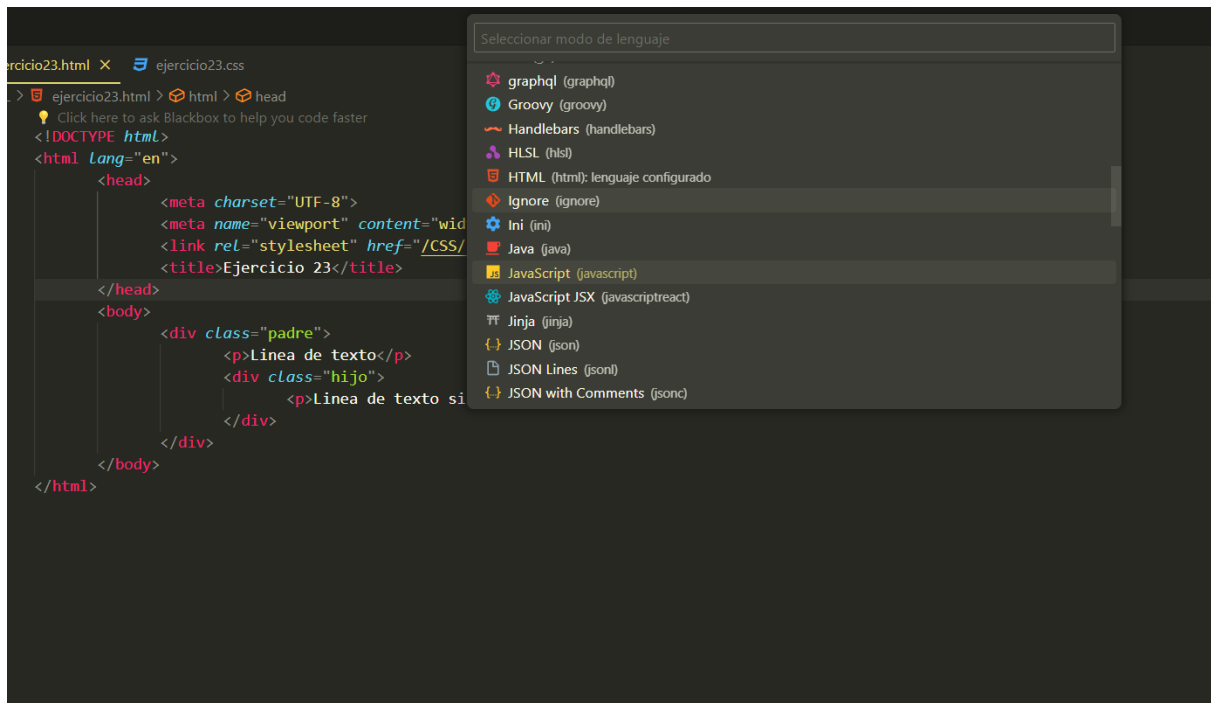 Seleccionar modo de lenguaje
ercicio23.html × ejercicio23.css
> ejercicio23.html > html > head
Click here to ask Blackbox to help you code faster
<!DOCTYPE html>
<html lang="en">
<head>
<meta charset="UTF-8">
<meta name="viewport" content="wid
<link rel="stylesheet" href="/CSS/
<title>Ejercicio 23</title>
</head>
<body>
<div class="padre">
<p>Linea de texto</p>
<div class="hijo">
<p>Linea de texto si
</div>
</div>
</body>
</html>
graphql (graphql)
Groovy (groovy)
Handlebars (handlebars)
HLSL (hlsl)
HTML (html): lenguaje configurado
Ignore (ignore)
Ini (ini)
Java (java)
JavaScript (javascript)
JavaScript JSX (javascriptreact)
Jinja (jinja)
JSON (json)
JSON Lines (jsonl)
JSON with Comments (jsonc)